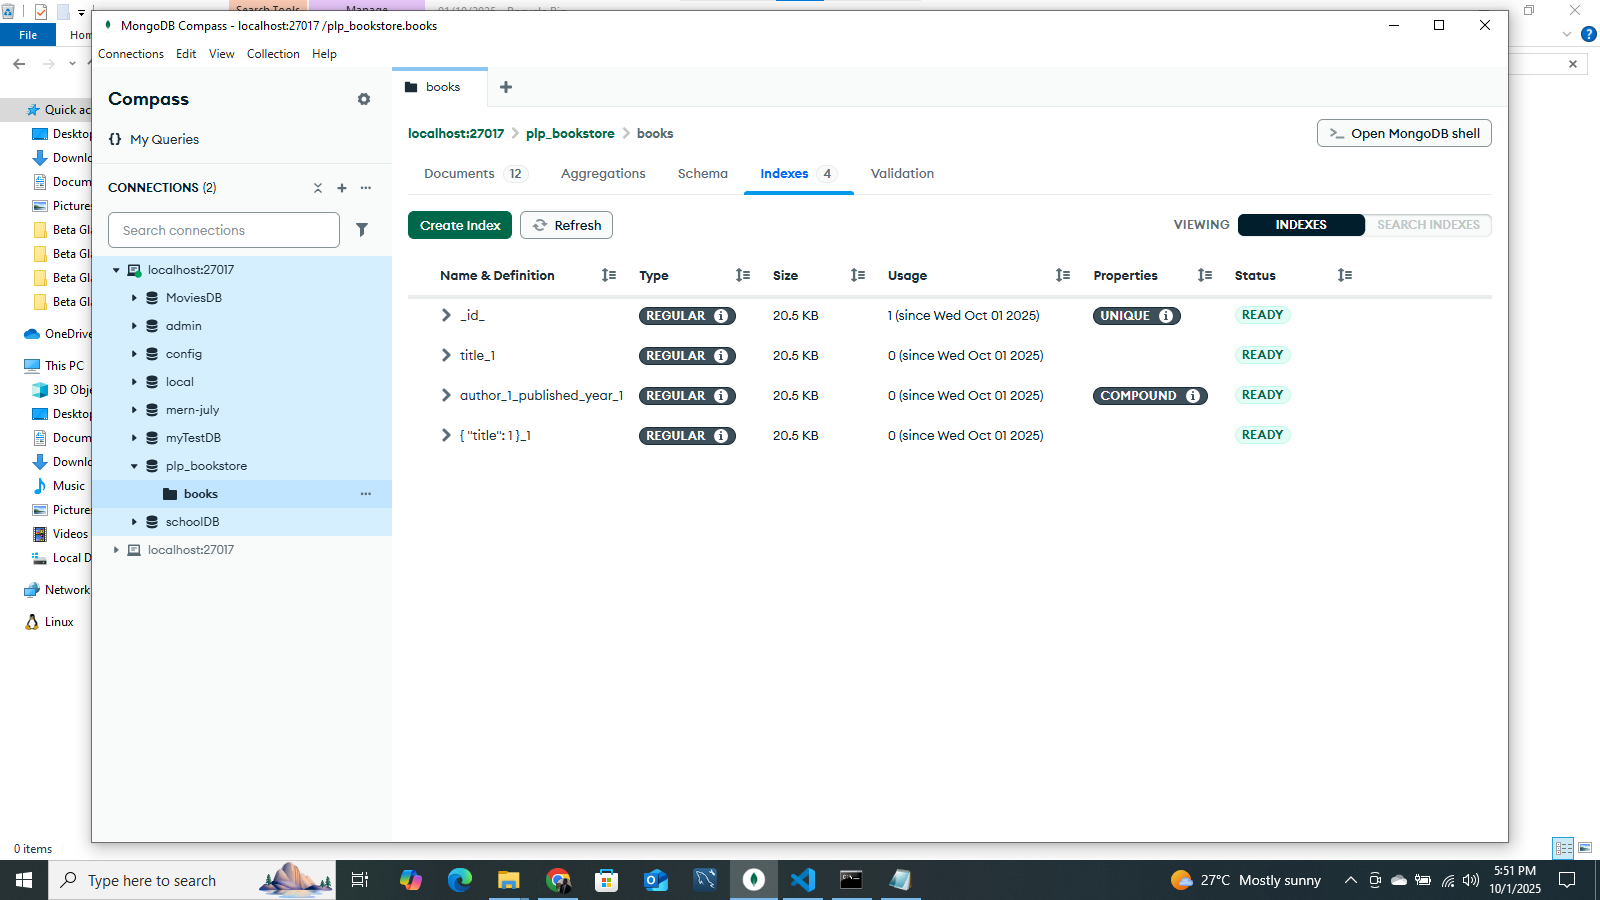 MongoDB Compass - localhost:27017 /plp_bookstore.books
File
Connections Edit View Collection Help
Compass
My Queries
CONNECTIONS (2)
Search connections
localhost:27017
MoviesDB
admin
config
local
mern-july
myTestDB
plp_bookstore
books
schoolDB
localhost:27017
books
localhost:27017 > plp_bookstore > books
Open MongoDB shell
Documents 12 Aggregations Schema Indexes 4 Validation
Create Index Refresh
VIEWING INDEXES SEARCH INDEXES
Name & Definition Type Size Usage Properties Status
_id_ REGULAR 20.5 KB 1 (since Wed Oct 01 2025) UNIQUE READY
title_1 REGULAR 20.5 KB 0 (since Wed Oct 01 2025) READY
author_1_published_year_1 REGULAR 20.5 KB 0 (since Wed Oct 01 2025) COMPOUND READY
{ "title": 1 }_1 REGULAR 20.5 KB 0 (since Wed Oct 01 2025) READY
Quick ac
Desktop
Downlo
Docum
Pictures
Beta Gl
Beta Gl
Beta Gl
Beta Gl
OneDrive
This PC
3D Obje
Desktop
Docum
Downlo
Music
Pictures
Videos
Local D
Network
Linux
0 items
Type here to search
27°C Mostly sunny
5:51 PM
10/1/2025